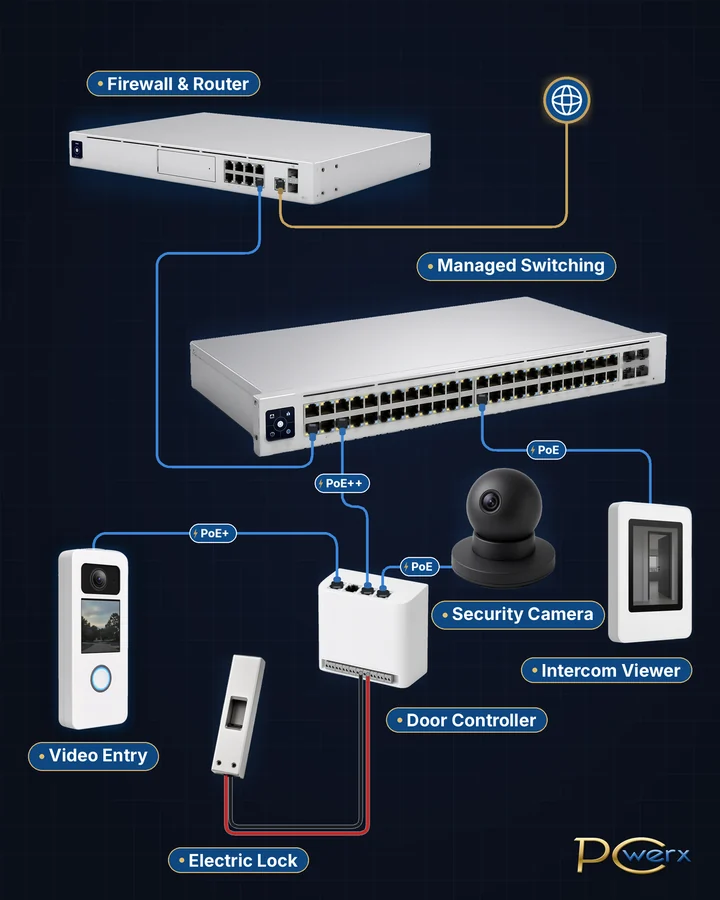 • Firewall & Router
• Managed Switching
PoE
PoE++
PoE+
PoE
• Security Camera
• Intercom Viewer
• Door Controller
• Video Entry
• Electric Lock
PCwerx